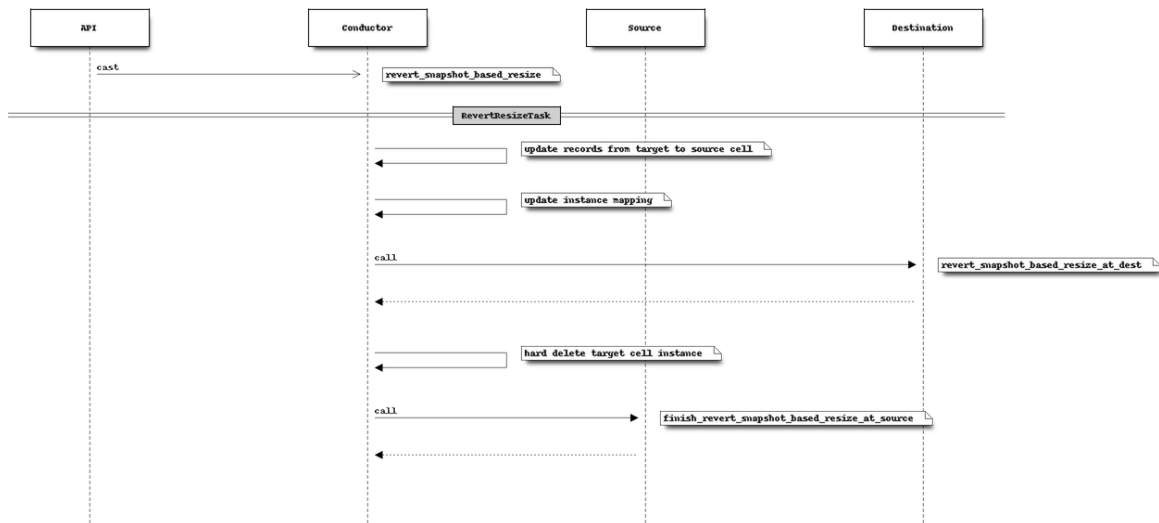 API
Conductor
Source
Destination
cast
revert_snapshot_based_resize
RevertResizeTask
update records from target to source cell
update instance mapping
call
revert_snapshot_based_resize_at_dest
hard delete target cell instance
call
finish_revert_snapshot_based_resize_at_source